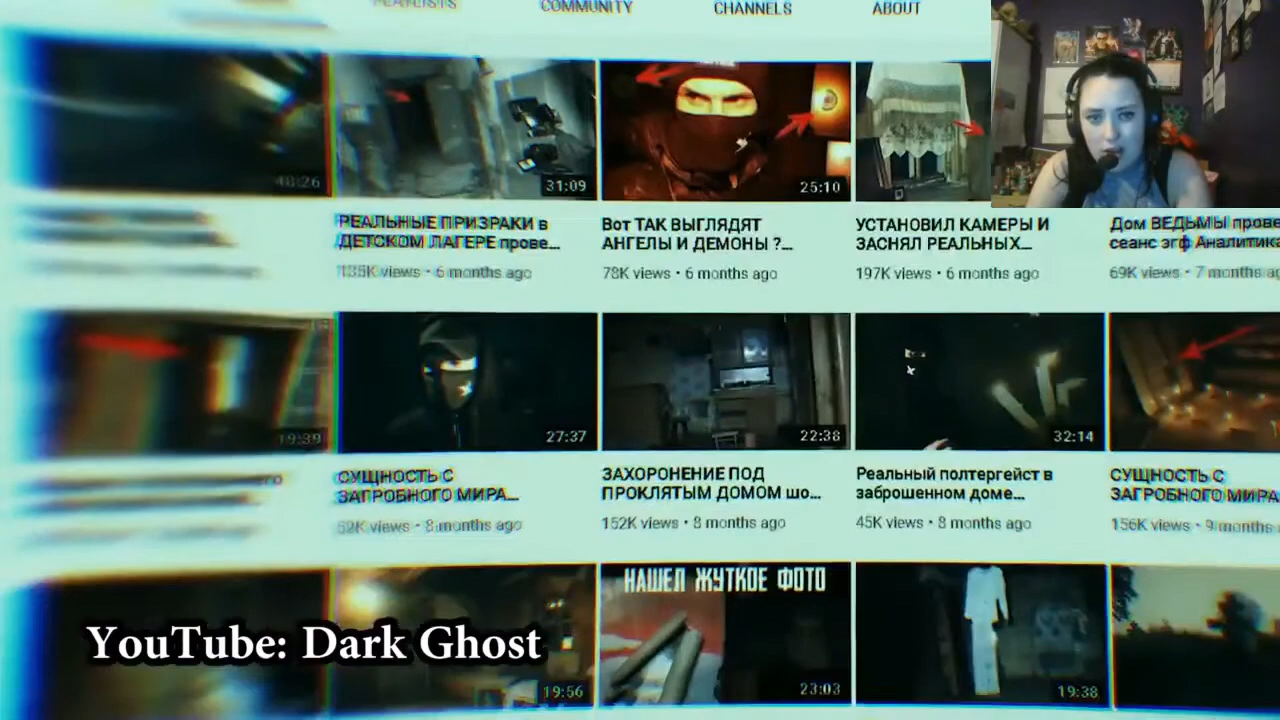 PLAYLISTS
COMMUNITY
CHANNELS
ABOUT
48:26
31:09
25:10
РЕАЛЬНЫЕ ПРИЗРАКИ в
ДЕТСКОМ ЛАГЕРЕ прове...
135K views • 6 months ago
Вот ТАК ВЫГЛЯДЯТ
АНГЕЛЫ И ДЕМОНЫ ?...
78K views • 6 months ago
УСТАНОВИЛ КАМЕРЫ И
ЗАСНЯЛ РЕАЛЬНЫХ...
197K views • 6 months ago
Дом ВЕДЬМЫ прове
сеанс эгф Аналитика
69K views • 7 months ag
19:39
27:37
22:38
32:14
СУЩНОСТЬ С
ЗАГРОБНОГО МИРА...
52K views • 8 months ago
ЗАХОРОНЕНИЕ ПОД
ПРОКЛЯТЫМ ДОМОМ шо...
152K views • 8 months ago
Реальный полтергейст в
заброшенном доме...
45K views • 8 months ago
СУЩНОСТЬ С
ЗАГРОБНОГО МИРА
156K views • 9 months
НАШЕЛ ЖУТКОЕ ФОТО
19:56
23:03
19:38
YouTube: Dark Ghost